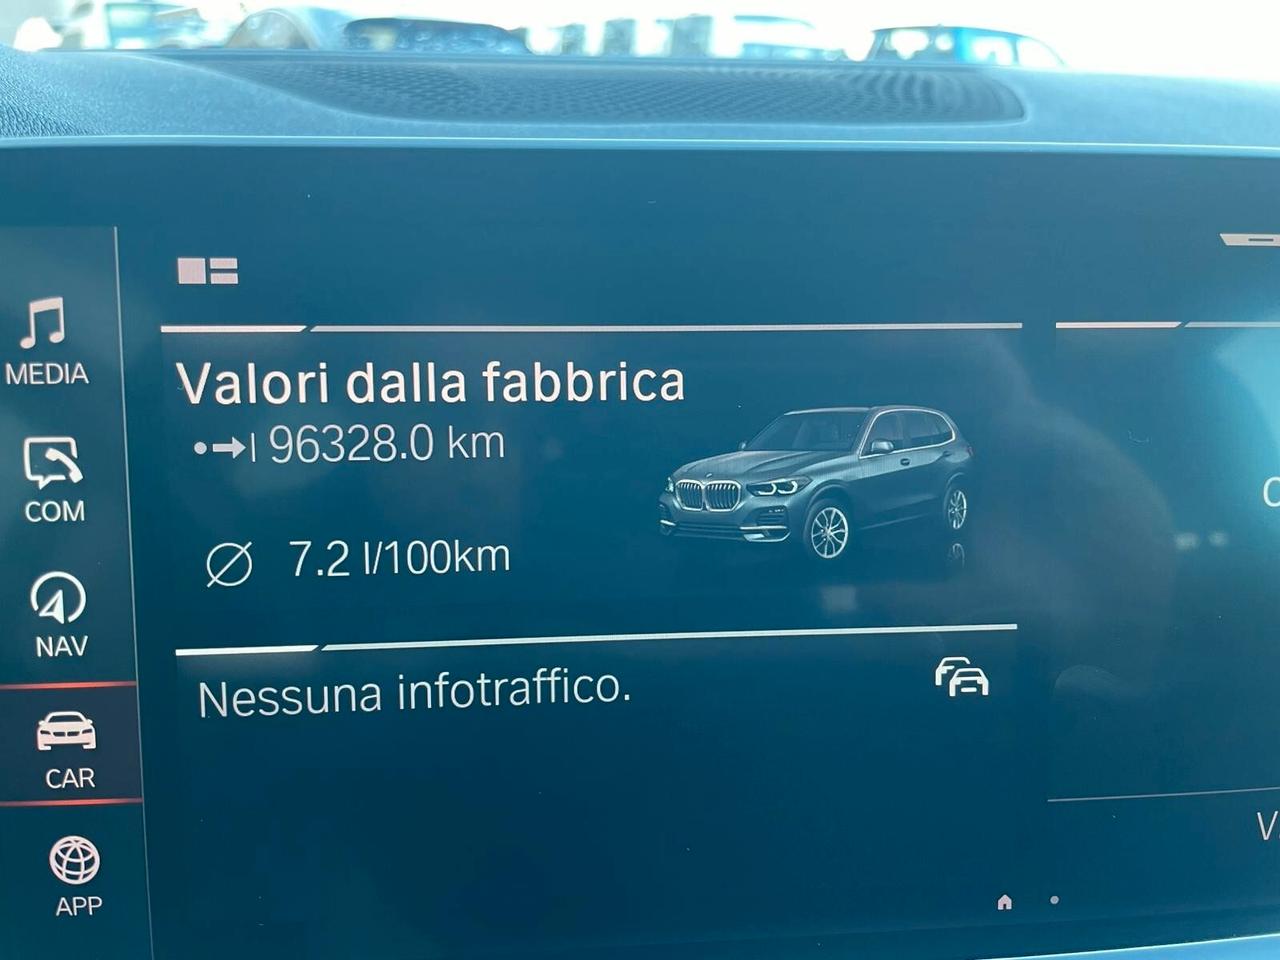 MEDIA
COM
NAV
CAR
APP
Valori dalla fabbrica
96328.0 km
7.2 l/100km
Nessuna infotraffico.